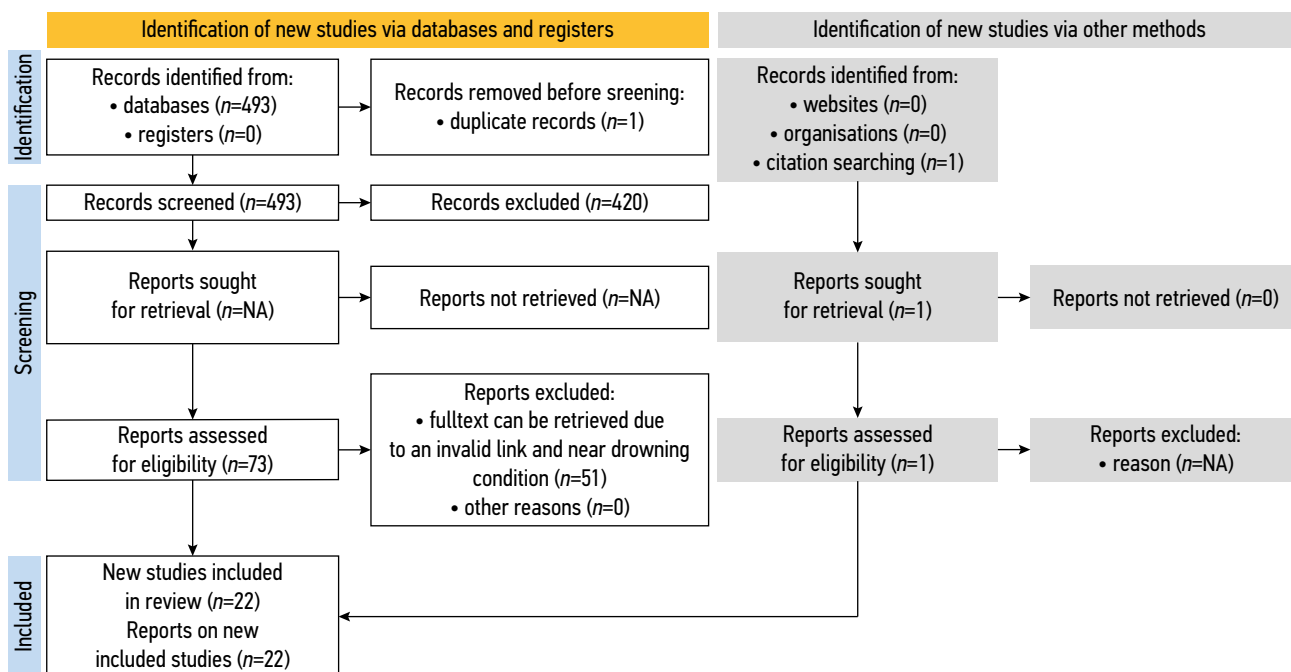 Identification of new studies via databases and registers
Identification of new studies via other methods
Identification
Records identified from:
• databases (n=493)
• registers (n=0)
Records removed before sreening:
• duplicate records (n=1)
Records identified from:
• websites (n=0)
• organisations (n=0)
• citation searching (n=1)
Screening
Records screened (n=493)
Records excluded (n=420)
Reports sought
for retrieval (n=NA)
Reports not retrieved (n=NA)
Reports sought
for retrieval (n=1)
Reports not retrieved (n=0)
Reports assessed
for eligibility (n=73)
Reports excluded:
• fulltext can be retrieved due
to an invalid link and near drowning
condition (n=51)
• other reasons (n=0)
Reports assessed
for eligibility (n=1)
Reports excluded:
• reason (n=NA)
Included
New studies included
in review (n=22)
Reports on new
included studies (n=22)